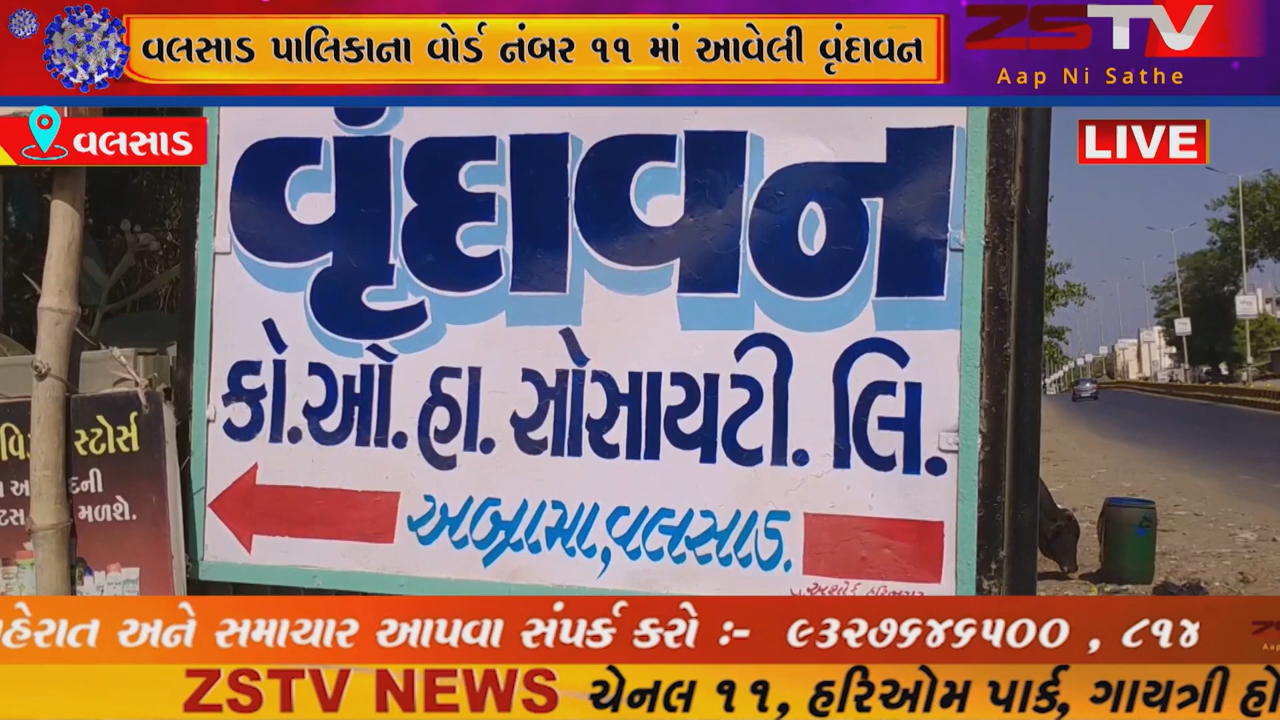 વલસાડ પાલિકાના વોર્ડ નંબર ૧૧ માં આવેલી વૃંદાવન
ZSTV
Aap Ni Sathe
વલસાડ
LIVE
વૃંદાવન
કો.ઓ. હા. સોસાયટી. લિ.
અબ્રામા, વલસાડ.
સ્ટોર્સ
મળશે.
અને સમાચાર આપવા સંપર્ક કરો :- ૯૩૨૭૬૪૬૫૦૦ , ૮૧૪
ZSTV NEWS ચેનલ ૧૧, હરિઓમ પાર્ક, ગાયત્રી